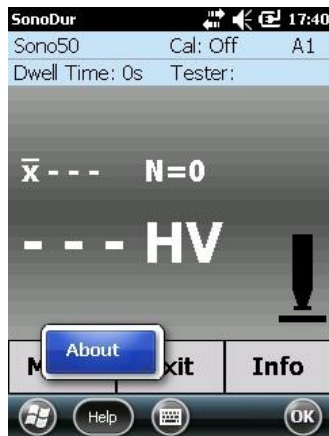 SonoDur 17:40
Sono50 Cal: Off A1
Dwell Time: 0s Tester:
x̅--- N=0
--- HV
About
M xit Info
Help OK